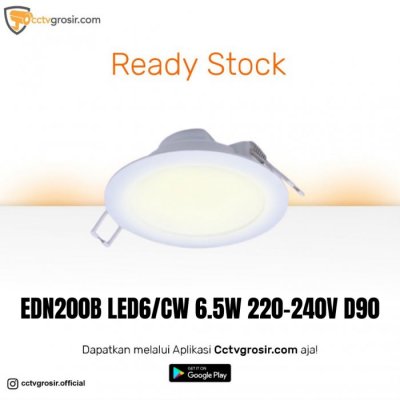 cctvgrosir.com
Ready Stock
EDN200B LED6/CW 6.5W 220-240V D90
Dapatkan melalui Aplikasi Cctvgrosir.com aja!
cctvgrosir.official
GET IT ON
Google Play